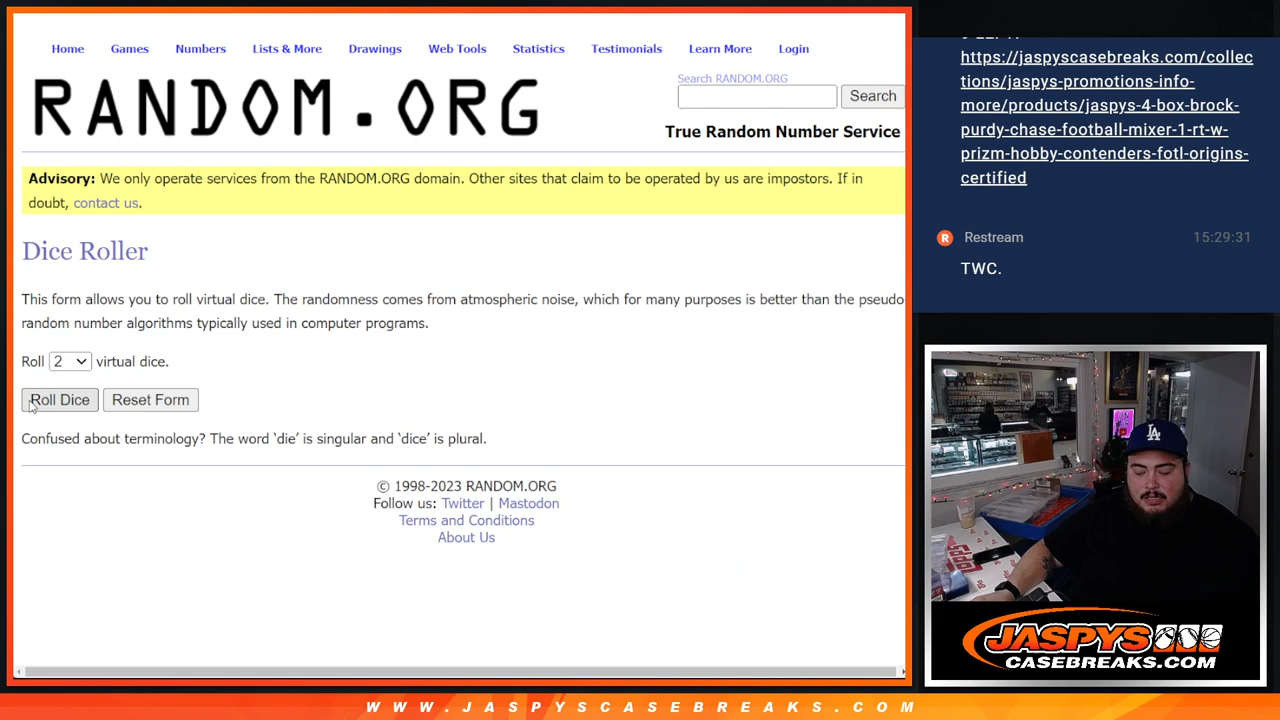 Home Games Numbers Lists & More Drawings Web Tools Statistics Testimonials Learn More Login
RANDOM.ORG
Search RANDOM.ORG
Search
True Random Number Service
Advisory: We only operate services from the RANDOM.ORG domain. Other sites that claim to be operated by us are impostors. If in
doubt, contact us.
Dice Roller
This form allows you to roll virtual dice. The randomness comes from atmospheric noise, which for many purposes is better than the pseudo
random number algorithms typically used in computer programs.
Roll 2 virtual dice.
Roll Dice Reset Form
Confused about terminology? The word ‘die’ is singular and ‘dice’ is plural.
© 1998-2023 RANDOM.ORG
Follow us: Twitter | Mastodon
Terms and Conditions
About Us
https://jaspyscasebreaks.com/collec
tions/jaspys-promotions-info-
more/products/jaspys-4-box-brock-
purdy-chase-football-mixer-1-rt-w-
prizm-hobby-contenders-fotl-origins-
certified
R Restream 15:29:31
TWC.
LA
JASPYS
CASEBREAKS.COM
WWW.JASPYSCASEBREAKS.COM